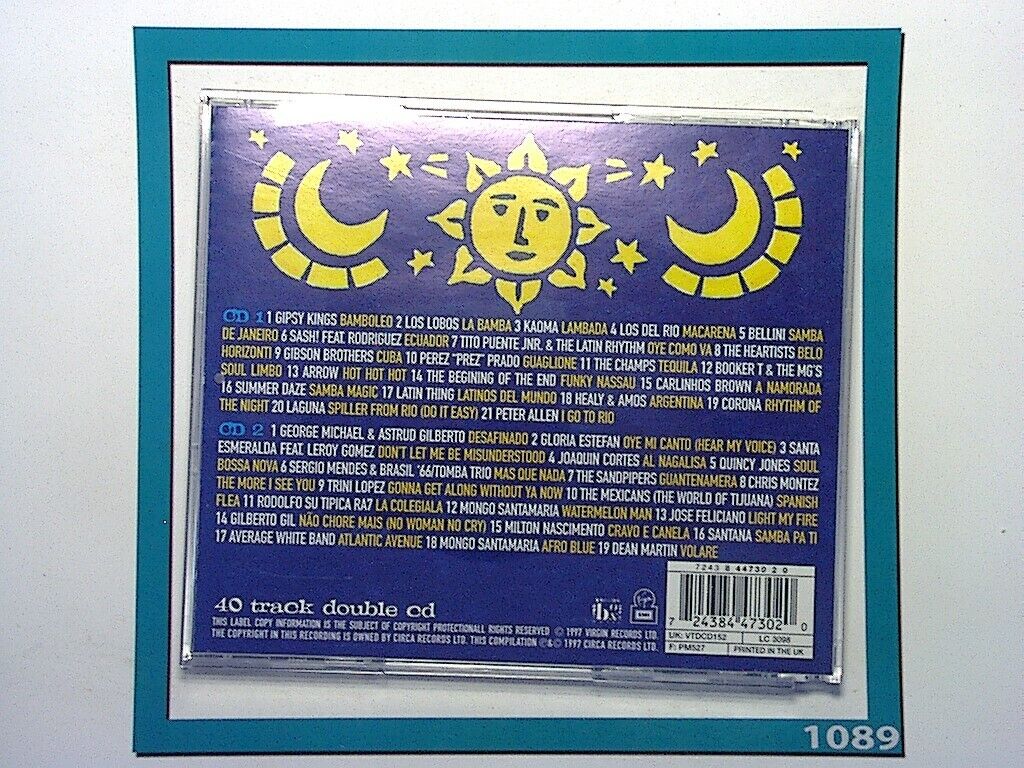 CD 1 1 GIPSY KINGS BAMBOLEO 2 LOS LOBOS LA BAMBA 3 KAOMA LAMBADA 4 LOS DEL RIO MACARENA 5 BELLINI SAMBA
DE JANEIRO 6 SASH! FEAT. RODRIGUEZ ECUADOR 7 TITO PUENTE JNR. & THE LATIN RHYTHM OYE COMO VA 8 THE HEARTISTS BELO
HORIZONTI 9 GIBSON BROTHERS CUBA 10 PEREZ "PREZ" PRADO GUAGLIONE 11 THE CHAMPS TEQUILA 12 BOOKER T & THE MG'S
SOUL LIMBO 13 ARROW HOT HOT HOT 14 THE BEGINING OF THE END FUNKY NASSAU 15 CARLINHOS BROWN A NAMORADA
16 SUMMER DAZE SAMBA MAGIC 17 LATIN THING LATINOS DEL MUNDO 18 HEALY & AMOS ARGENTINA 19 CORONA RHYTHM OF
THE NIGHT 20 LAGUNA SPILLER FROM RIO (DO IT EASY) 21 PETER ALLEN I GO TO RIO
CD 2 1 GEORGE MICHAEL & ASTRUD GILBERTO DESAFINADO 2 GLORIA ESTEFAN OYE MI CANTO (HEAR MY VOICE) 3 SANTA
ESMERALDA FEAT. LEROY GOMEZ DON'T LET ME BE MISUNDERSTOOD 4 JOAQUIN CORTES AL NAGALISA 5 QUINCY JONES SOUL
BOSSA NOVA 6 SERGIO MENDES & BRASIL '66/TOMBA TRIO MAS QUE NADA 7 THE SANDPIPERS GUANTENAMERA 8 CHRIS MONTEZ
THE MORE I SEE YOU 9 TRINI LOPEZ GONNA GET ALONG WITHOUT YA NOW 10 THE MEXICANS (THE WORLD OF TIJUANA) SPANISH
FLEA 11 RODOLFO SU TIPICA RA7 LA COLEGIALA 12 MONGO SANTAMARIA WATERMELON MAN 13 JOSE FELICIANO LIGHT MY FIRE
14 GILBERTO GIL NÃO CHORE MAIS (NO WOMAN NO CRY) 15 MILTON NASCIMENTO CRAVO E CANELA 16 SANTANA SAMBA PA TI
17 AVERAGE WHITE BAND ATLANTIC AVENUE 18 MONGO SANTAMARIA AFRO BLUE 19 DEAN MARTIN VOLARE
40 track double cd
THIS LABEL COPY INFORMATION IS THE SUBJECT OF COPYRIGHT PROTECTIONALL RIGHTS RESERVED © 1997 VIRGIN RECORDS LTD.
THE COPYRIGHT IN THIS RECORDING IS OWNED BY CIRCA RECORDS LTD. THIS COMPILATION ℗&© 1997 CIRCA RECORDS LTD.
Virgin
EMI
7243 8 44730 2 0
7 24384 47302 0
UK: VTDCD152
LC 3098
F: PM527
PRINTED IN THE UK
1089